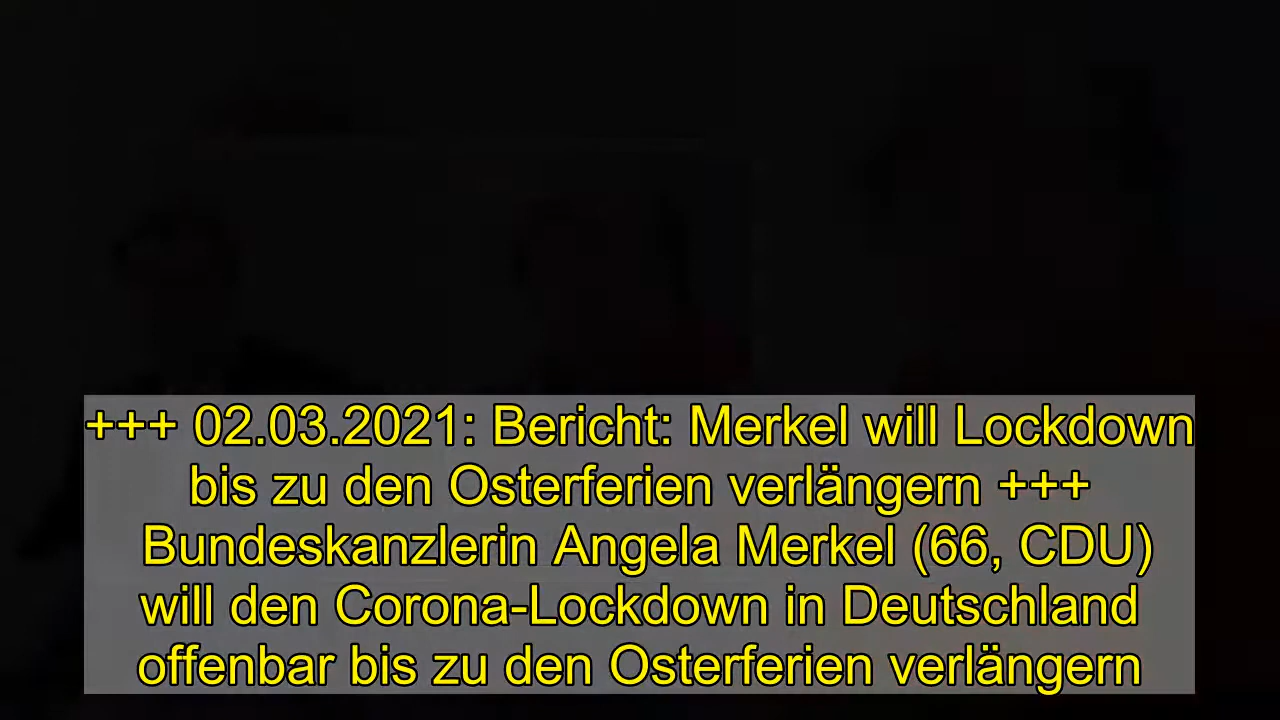 +++ 02.03.2021: Bericht: Merkel will Lockdown
bis zu den Osterferien verlängern +++
Bundeskanzlerin Angela Merkel (66, CDU)
will den Corona-Lockdown in Deutschland
offenbar bis zu den Osterferien verlängern